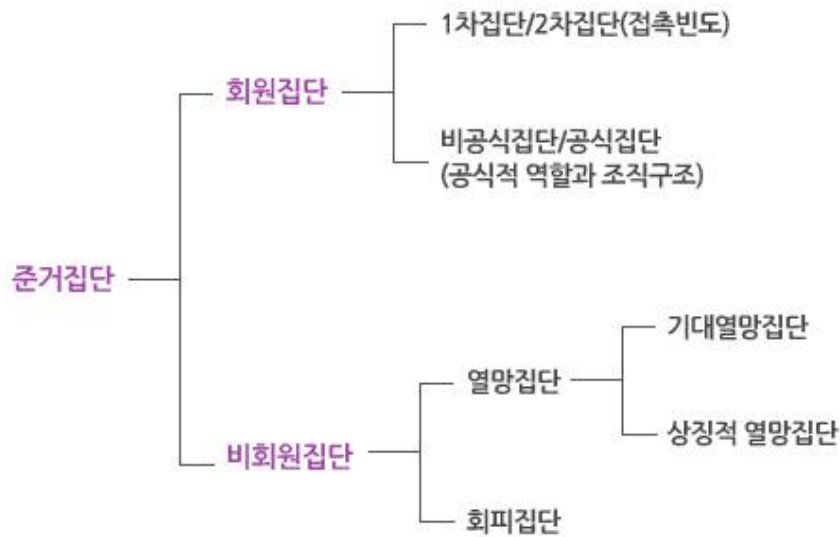 1차집단/2차집단(접촉빈도)
회원집단
비공식집단/공식집단
(공식적 역할과 조직구조)
준거집단
기대열망집단
열망집단
상징적 열망집단
비회원집단
회피집단